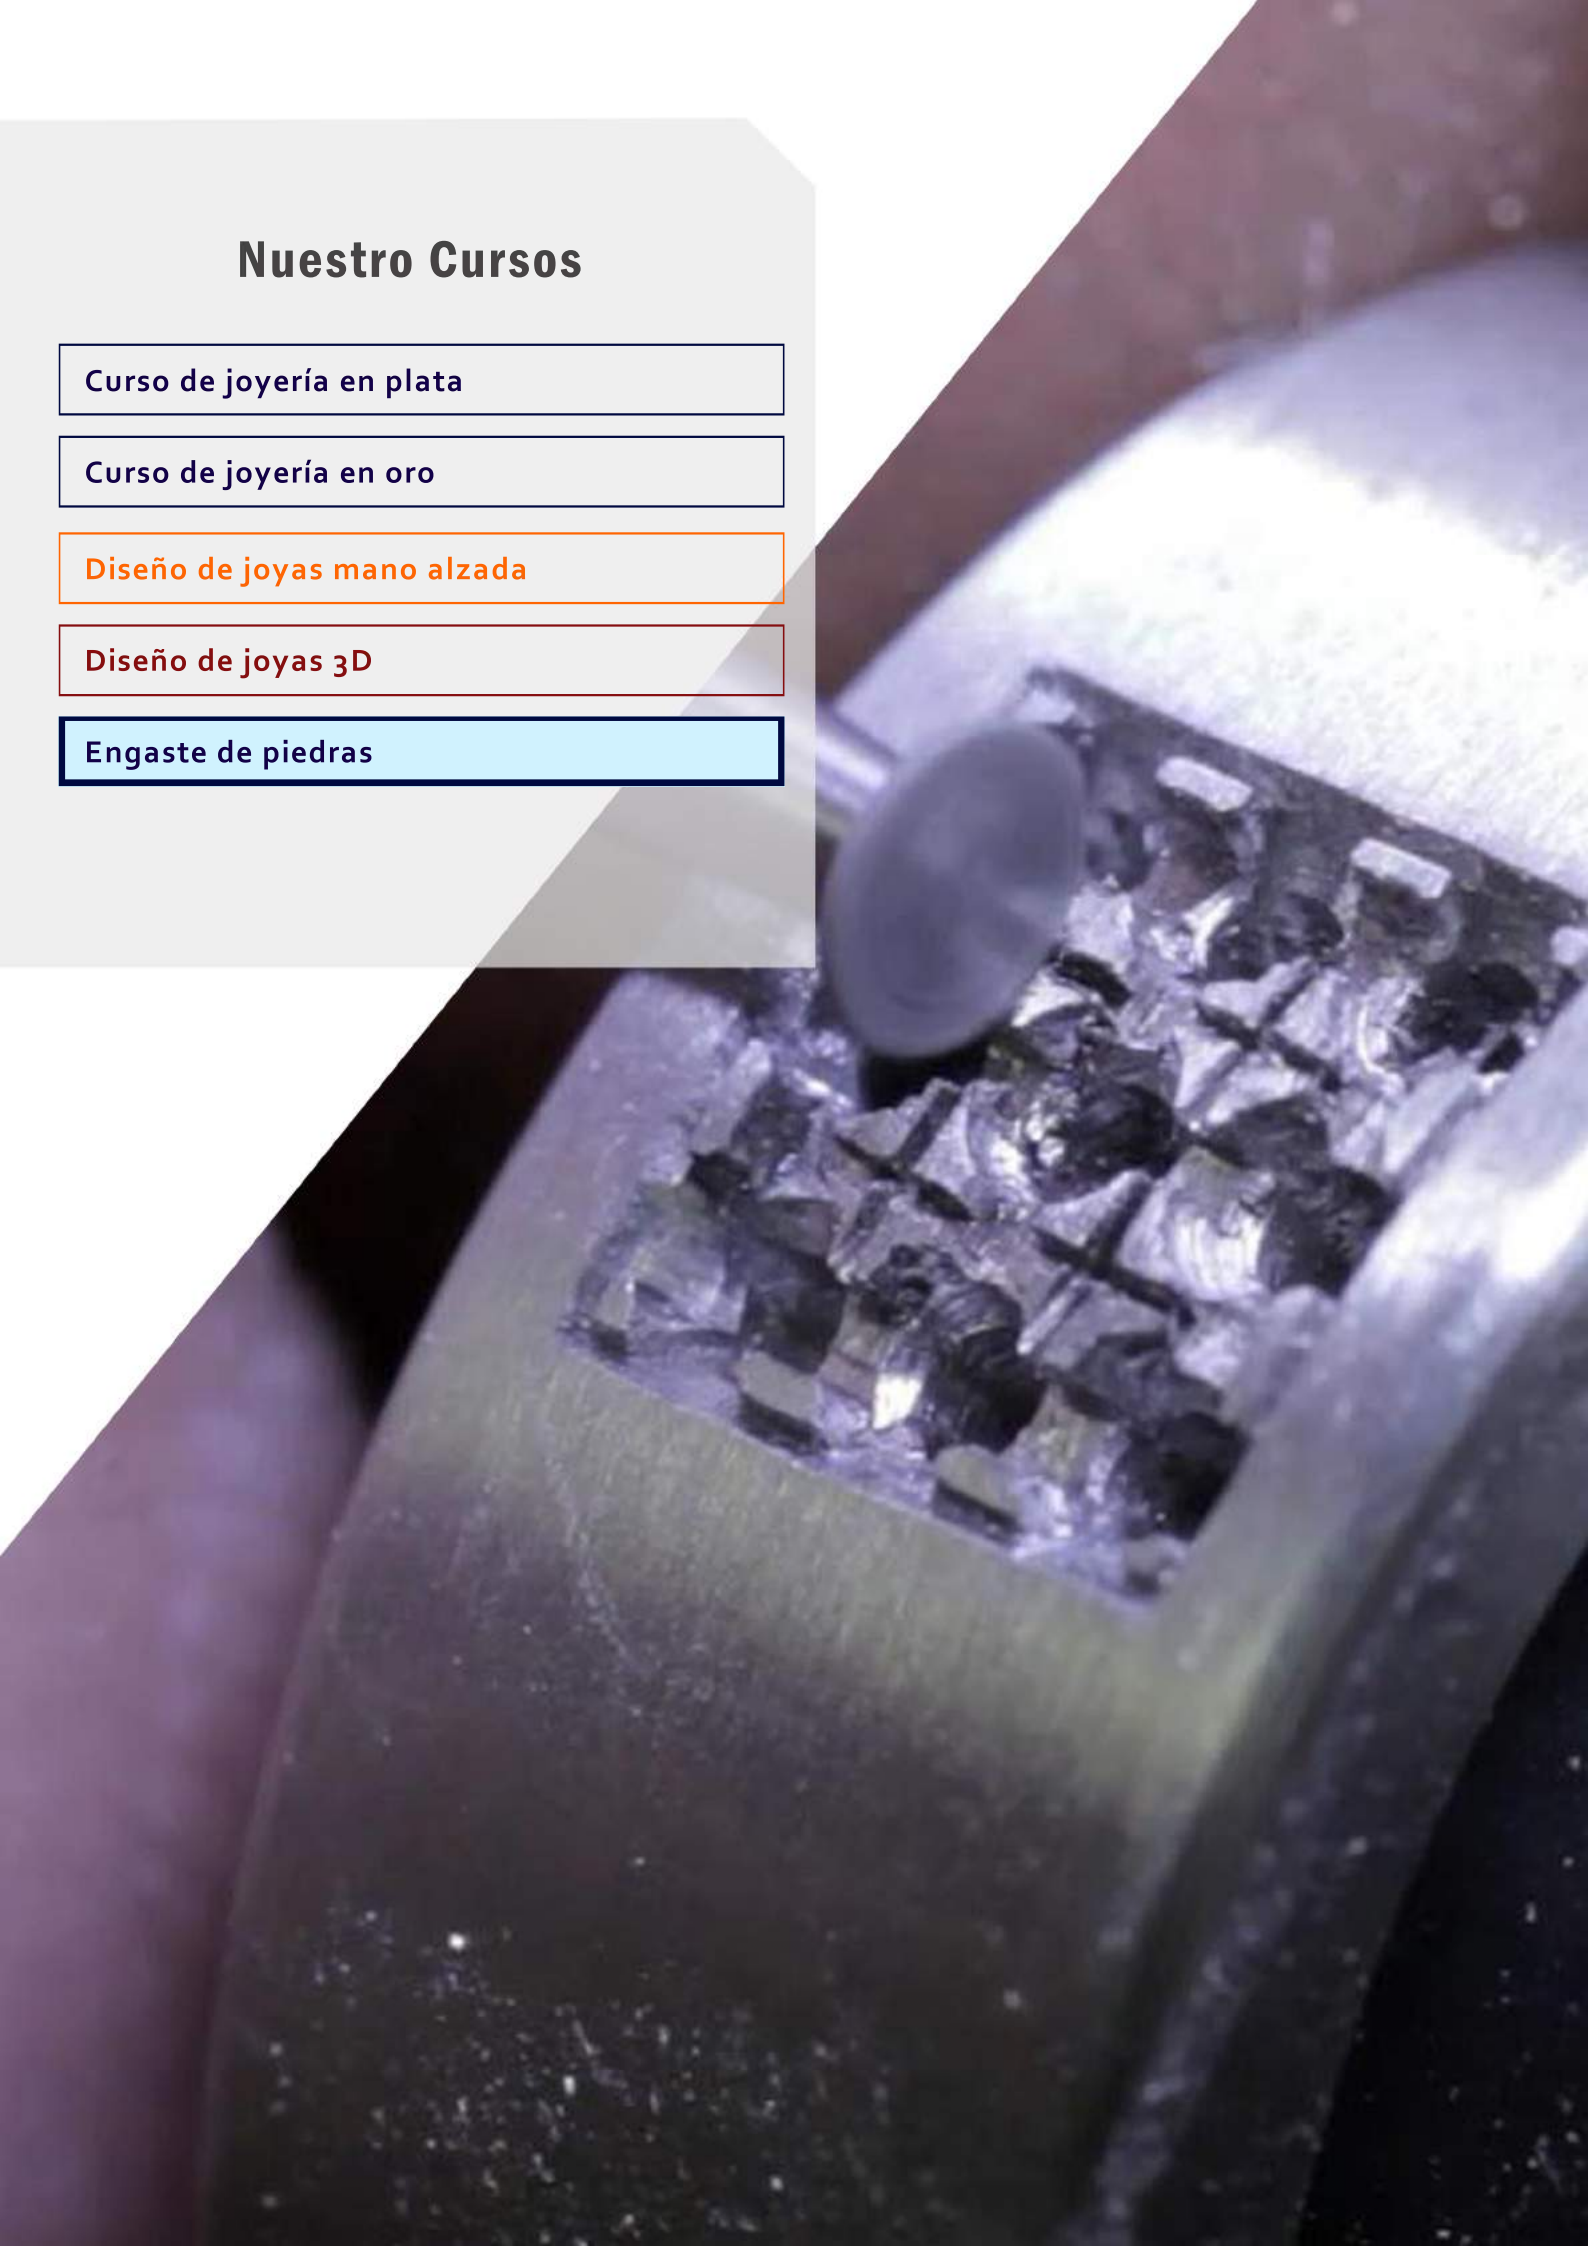 Nuestro Cursos
Curso de joyería en plata
Curso de joyería en oro
Diseño de joyas mano alzada
Diseño de joyas 3D
Engaste de piedras